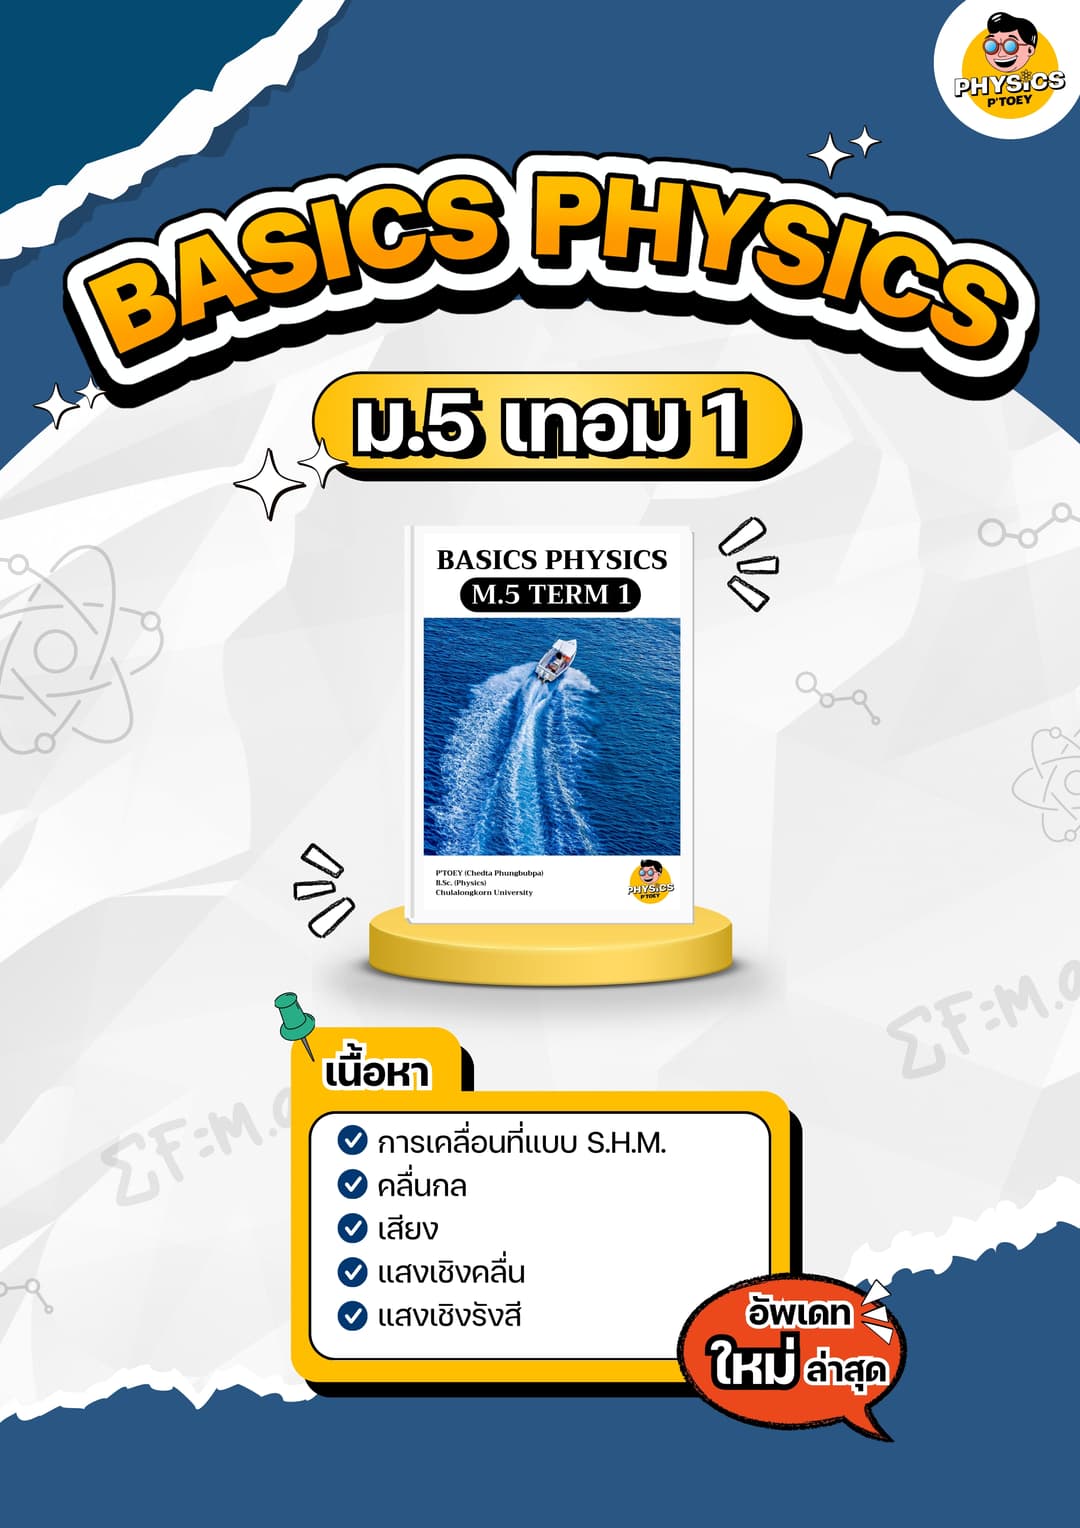 PHYSICS
P'TOEY
BASICS PHYSICS
ม.5 เทอม 1
BASICS PHYSICS
M.5 TERM 1
P'TOEY (Chedta Phungbubpa)
B.Sc. (Physics)
Chulalongkorn University
PHYSICS
P'TOEY
ΣF=M.a
เนื้อหา
ΣF=M.a
การเคลื่อนที่แบบ S.H.M.
คลื่นกล
เสียง
แสงเชิงคลื่น
แสงเชิงรังสี
อัพเดท
ใหม่ ล่าสุด